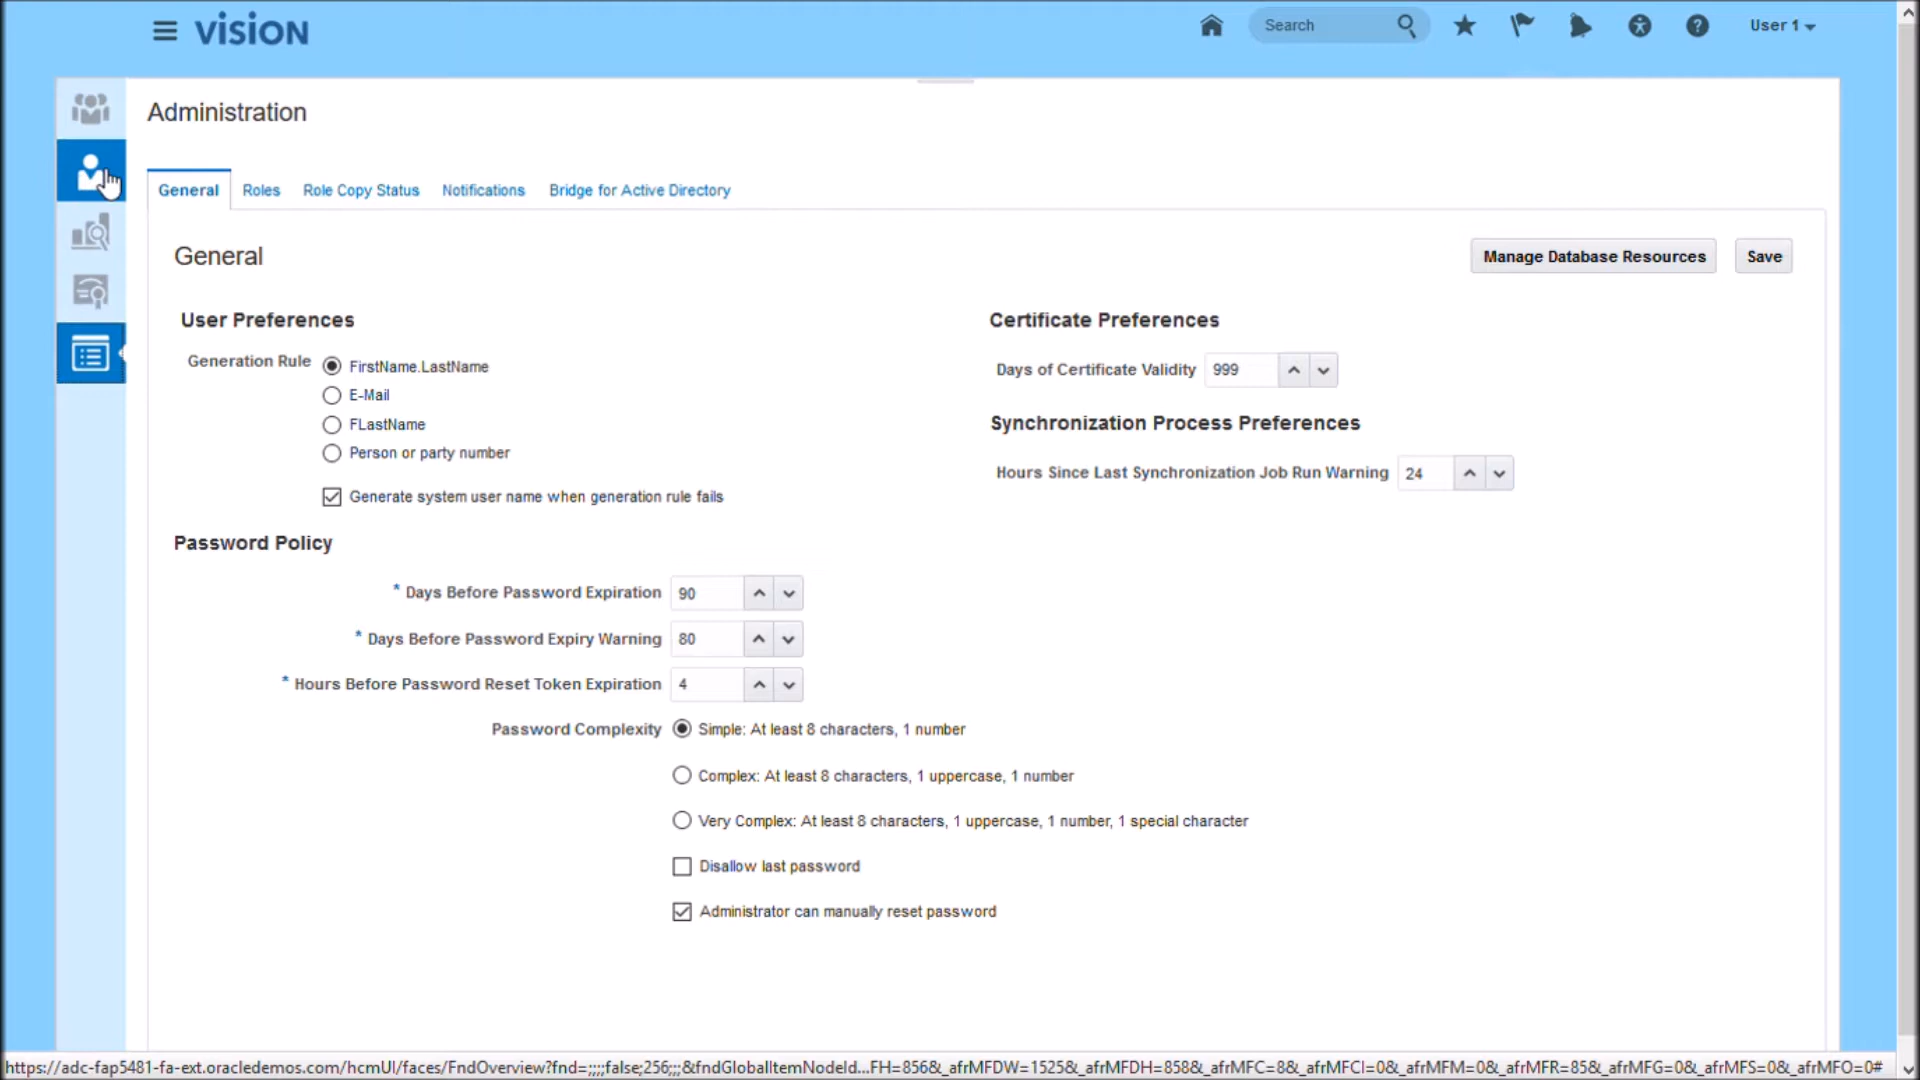 VISION
Search
User 1
Administration
General Roles Role Copy Status Notifications Bridge for Active Directory
General
Manage Database Resources Save
User Preferences
Generation Rule
FirstName.LastName
E-Mail
FLastName
Person or party number
Generate system user name when generation rule fails
Certificate Preferences
Days of Certificate Validity 999
Synchronization Process Preferences
Hours Since Last Synchronization Job Run Warning 24
Password Policy
* Days Before Password Expiration 90
* Days Before Password Expiry Warning 80
* Hours Before Password Reset Token Expiration 4
Password Complexity Simple: At least 8 characters, 1 number
Complex: At least 8 characters, 1 uppercase, 1 number
Very Complex: At least 8 characters, 1 uppercase, 1 number, 1 special character
Disallow last password
Administrator can manually reset password
https://adc-fap5481-fa-ext.oracledemos.com/hcmUI/faces/FndOverview?fnd=;;;;false;256;;;&fndGlobalItemNodeId...FH=856&_afrMFDW=1525&_afrMFDH=858&_afrMFC=8&_afrMFCI=0&_afrMFM=0&_afrMFR=85&_afrMFG=0&_afrMFS=0&_afrMFO=0#